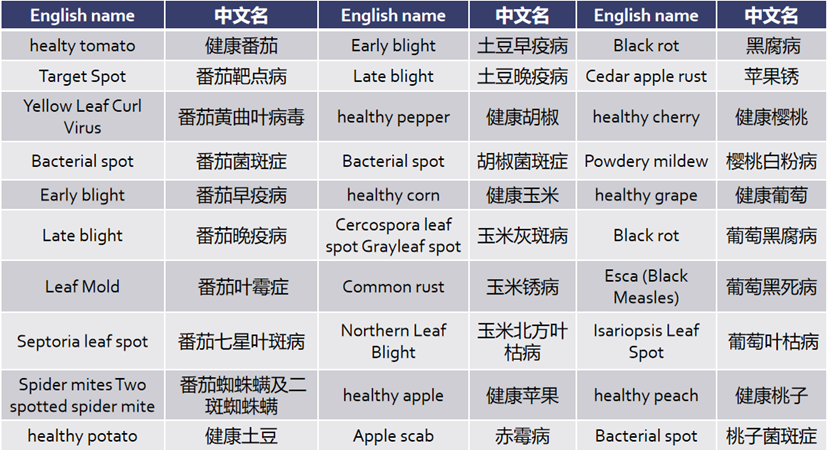 English name 中文名 English name 中文名 English name 中文名
healty tomato 健康番茄 Early blight 土豆早疫病 Black rot 黑腐病
Target Spot 番茄靶点病 Late blight 土豆晚疫病 Cedar apple rust 苹果锈
Yellow Leaf Curl
Virus 番茄黄曲叶病毒 healthy pepper 健康胡椒 healthy cherry 健康樱桃
Bacterial spot 番茄菌斑症 Bacterial spot 胡椒菌斑症 Powdery mildew 樱桃白粉病
Early blight 番茄早疫病 healthy corn 健康玉米 healthy grape 健康葡萄
Late blight 番茄晚疫病 Cercospora leaf
spot Grayleaf spot 玉米灰斑病 Black rot 葡萄黑腐病
Leaf Mold 番茄叶霉症 Common rust 玉米锈病 Esca (Black
Measles) 葡萄黑死病
Septoria leaf spot 番茄七星叶斑病 Northern Leaf
Blight 玉米北方叶
枯病 Isariopsis Leaf
Spot 葡萄叶枯病
Spider mites Two
spotted spider mite 番茄蜘蛛螨及二
斑蜘蛛螨 healthy apple 健康苹果 healthy peach 健康桃子
healthy potato 健康土豆 Apple scab 赤霉病 Bacterial spot 桃子菌斑症